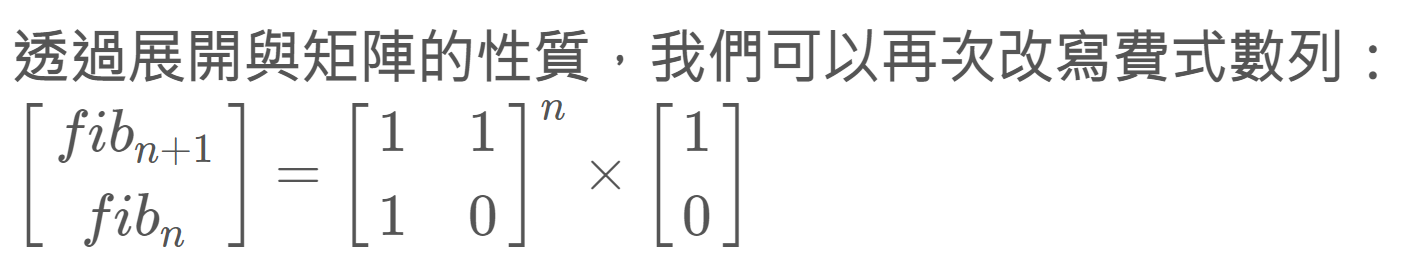 透過展開與矩陣的性質，我們可以再次改寫費式數列：
[fib_{n+1} fib_n] = [1 1 1 0]^n × [1 0]